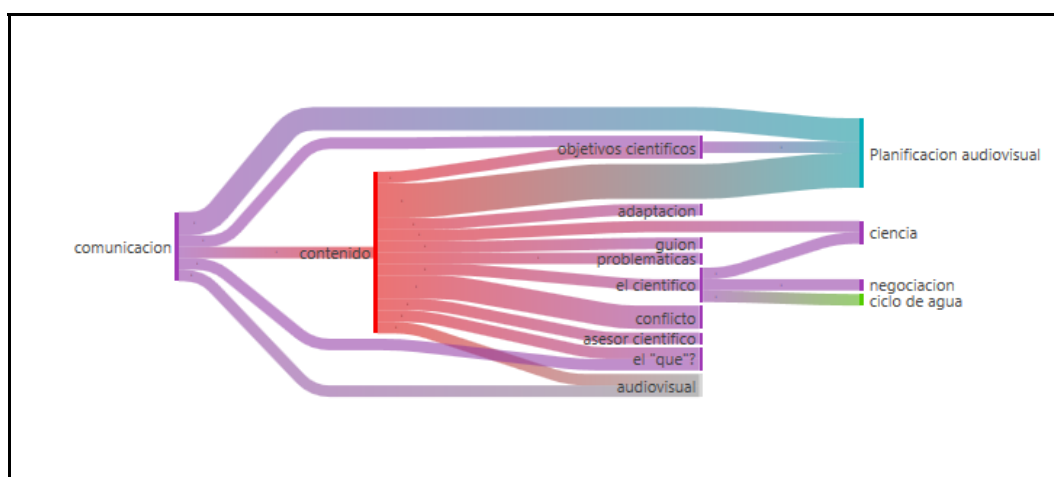 comunicacion
contenido
objetivos cientificos
adaptacion
guion
problemáticas
el cientifico
conflicto
asesor cientifico
el "que"?
audiovisual
Planificacion audiovisual
ciencia
negociacion
ciclo de agua